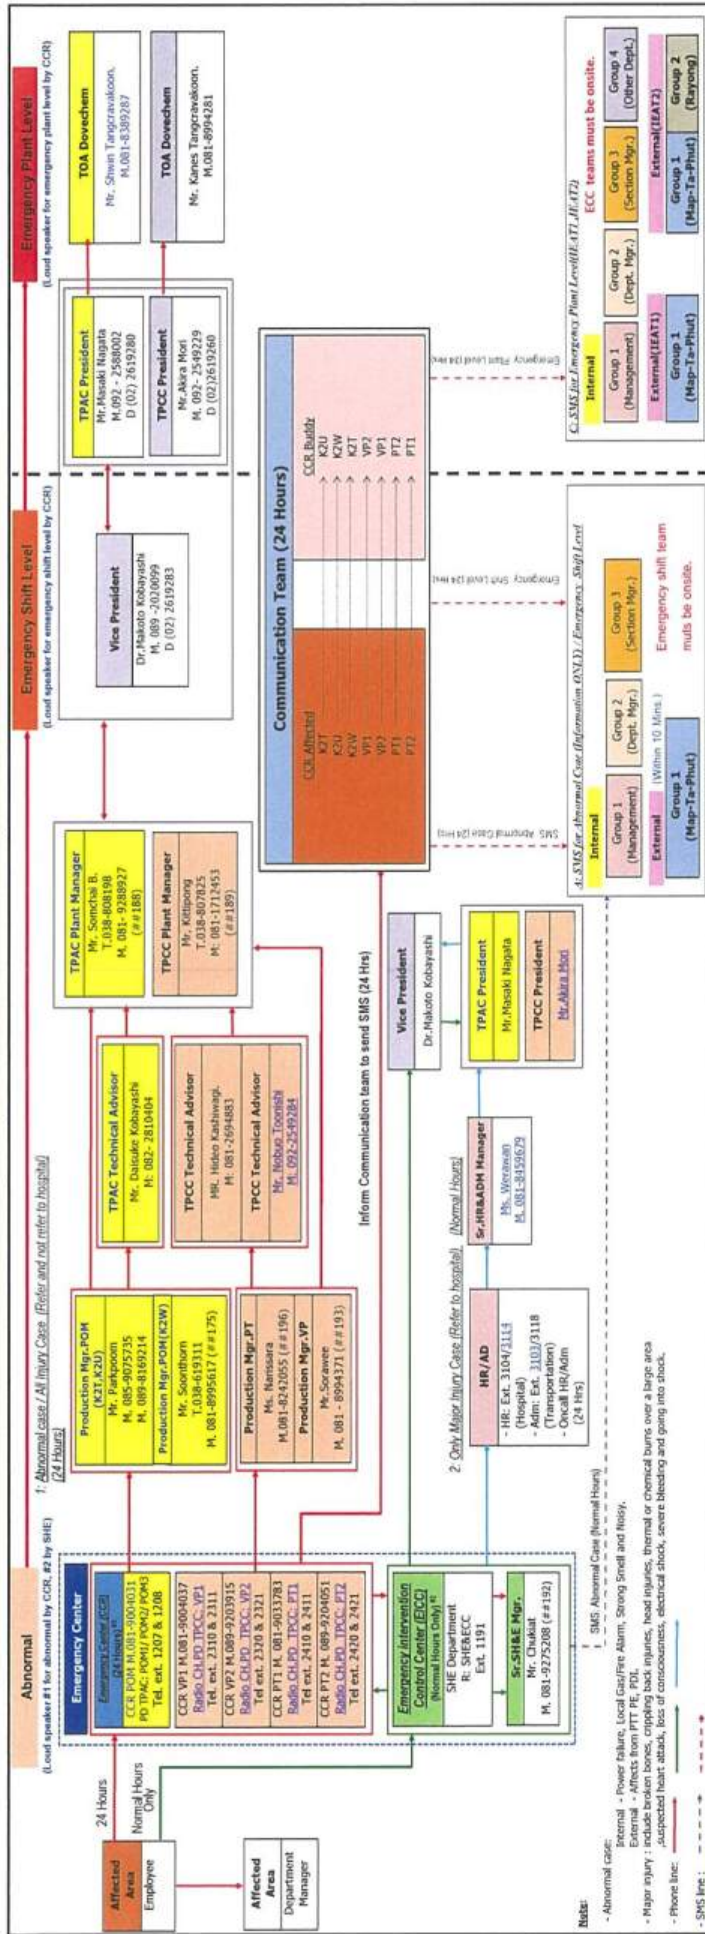 Abnormal
(Loud speaker #1 for abnormal by CCR, #2 by SHE)
Emergency Shift Level
(Loud speaker for emergency shift level by CCR)
Emergency Plant Level
(Loud speaker for emergency plant level by CCR)
1: Abnormal case / All Injury Case (Refer and not refer to hospital)
(24 Hours)
Affected
Area
Employee
24 Hours
Normal Hours
Only
Affected
Area
Department
Manager
Emergency Center
Emergency Center (CCR)
(24 Hours)
CCR POM M.081-9004031
PD TPAC: POM1/ POM2/ POM3
Tel. ext. 1207 & 1208
CCR VP1 M.081-9004037
Radio CH.PD_TPCC: VP1
Tel ext. 2310 & 2311
CCR VP2 M.089-9203915
Radio CH.PD_TPCC: VP2
Tel ext. 2320 & 2321
CCR PT1 M.081-9033783
Radio CH.PD_TPCC: PT1
Tel ext. 2410 & 2411
CCR PT2 M. 089-9204051
Radio CH.PD_TPCC: PT2
Tel ext. 2420 & 2421
Emergency intervention
Control Center (EICC)
(Normal Hours Only)
SHE Department
R: SHE&ECC
Ext. 1191
Sr.SH&E Mgr.
Mr. Chukiat
M. 081-9275208 (##192)
Production Mgr.POM
(K2T,K2U)
Mr. Parkpoom
M. 085-9075735
M. 089-8169214
Production Mgr.POM(K2W)
Mr. Soonthorn
T.038-619311
M. 081-8995617 (##175)
Production Mgr.PT
Ms. Narissara
M.081-8242055 (##196)
Production Mgr.VP
Mr.Sorawee
M. 081 - 8994371 (##193)
TPAC Technical Advisor
Mr. Daisuke Kobayashi
M: 082- 2810404
TPCC Technical Advisor
MR. Hideo Kashiwagi.
M: 081-2694883
TPCC Technical Advisor
Mr. Nobuo Toonishi
M: 092-2549284
TPAC Plant Manager
Mr. Somchai B.
T.038-808198
M. 081- 9288927
(##188)
TPCC Plant Manager
Mr. Kittipong
T.038-807825
M: 081-1712453
(##189)
Vice President
Dr.Makoto Kobayashi
M. 089 -2020099
D (02) 2619283
TPAC President
Mr.Masaki Nagata
M.092 - 2588002
D (02) 2619280
TPCC President
Mr.Akira Mori
M. 092- 2549229
D (02)2619260
TOA Dovechem
Mr. Shwin Tangcravakoon.
M.081-8389287
TOA Dovechem
Mr. Kanes Tangcravakoon.
M.081-8994281
Inform Communication team to send SMS (24 Hrs)
Communication Team (24 Hours)
CCR Affected
CCR Buddy
K2T K2U
K2U K2W
K2W K2T
VP1 VP2
VP2 VP1
PT1 PT2
PT2 PT1
2: Only Major Injury Case (Refer to hospital) (Normal Hours)
HR/AD
- HR: Ext. 3104/3114
(Hospital)
- Adm: Ext. 3103/3118
(Transportation)
- Oncall HR/Adm
(24 Hrs)
Sr.HR&ADM Manager
Ms. Werawan
M. 081-8459679
Vice President
Dr.Makoto Kobayashi
TPAC President
Mr.Masaki Nagata
TPCC President
Mr.Akira Mori
SMS Abnormal Case (24 Hrs)
Emergency Shift Level (24 Hrs)
Emergency Plant Level (24 Hrs)
SMS Abnormal Case (Normal Hours)
A: SMS for Abnormal Case (Information ONLY) / Emergency Shift Level
Internal
Group 1
(Management)
Group 2
(Dept. Mgr.)
Group 3
(Section Mgr.)
External (Within 10 Mins.)
Group 1
(Map-Ta-Phut)
Emergency shift team
muts be onsite.
C: SMS for Emergency Plant Level(IEAT1,IEAT2)
Internal
ECC teams must be onsite.
Group 1
(Management)
Group 2
(Dept. Mgr.)
Group 3
(Section Mgr.)
Group 4
(Other Dept.)
External(IEAT1)
Group 1
(Map-Ta-Phut)
External(IEAT2)
Group 1
(Map-Ta-Phut)
Group 2
(Rayong)
Note:
- Abnormal case:
Internal - Power failure, Local Gas/Fire Alarm, Strong Smell and Noisy.
External - Affects from PTT PE, PDI.
- Major injury : include broken bones, crippling back injuries, head injuries, thermal or chemical burns over a large area
,suspected heart attack, loss of consciousness, electrical shock, severe bleeding and going into shock.
- Phone line:
- SMS line :